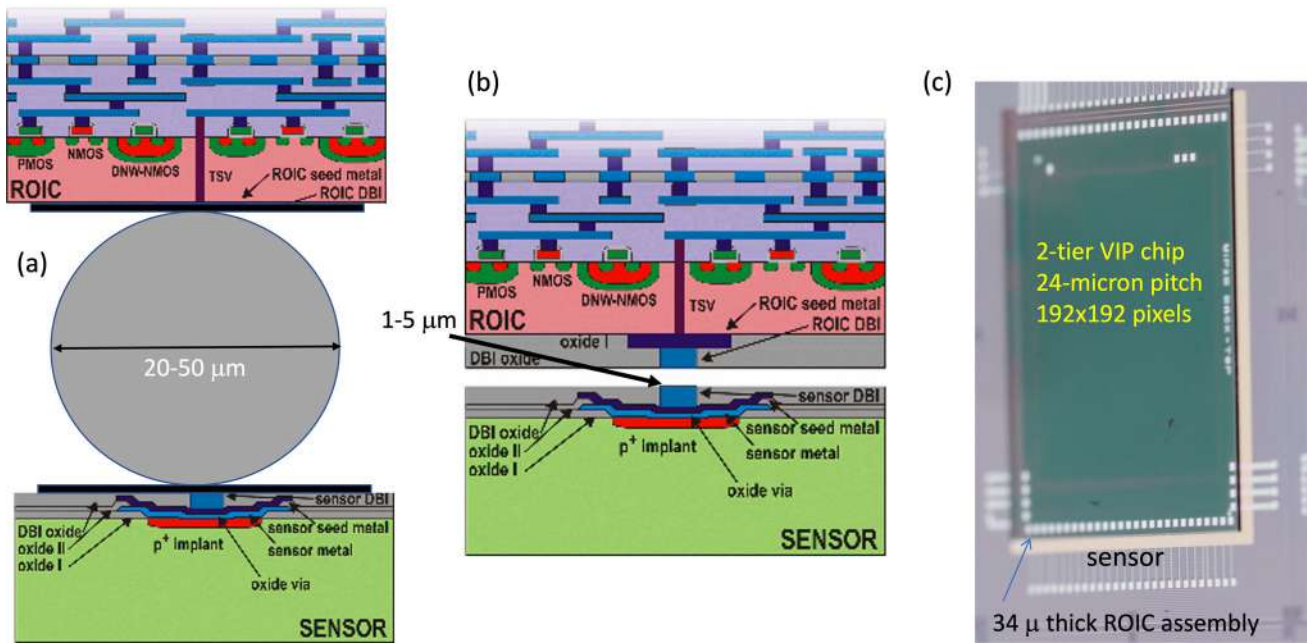 PMOS
NMOS
DNW-NMOS
TSV
ROIC seed metal
ROIC DBI
ROIC
(a)
20-50 μm
sensor DBI
DBI oxide
oxide II
oxide I
p+ Implant
sensor seed metal
sensor metal
oxide via
SENSOR
(b)
PMOS
NMOS
DNW-NMOS
TSV
ROIC seed metal
ROIC DBI
ROIC
1-5 μm
oxide I
DBI oxide
sensor DBI
DBI oxide
oxide II
oxide I
p+ Implant
sensor seed metal
sensor metal
oxide via
SENSOR
(c)
2-tier VIP chip
24-micron pitch
192x192 pixels
sensor
34 μ thick ROIC assembly